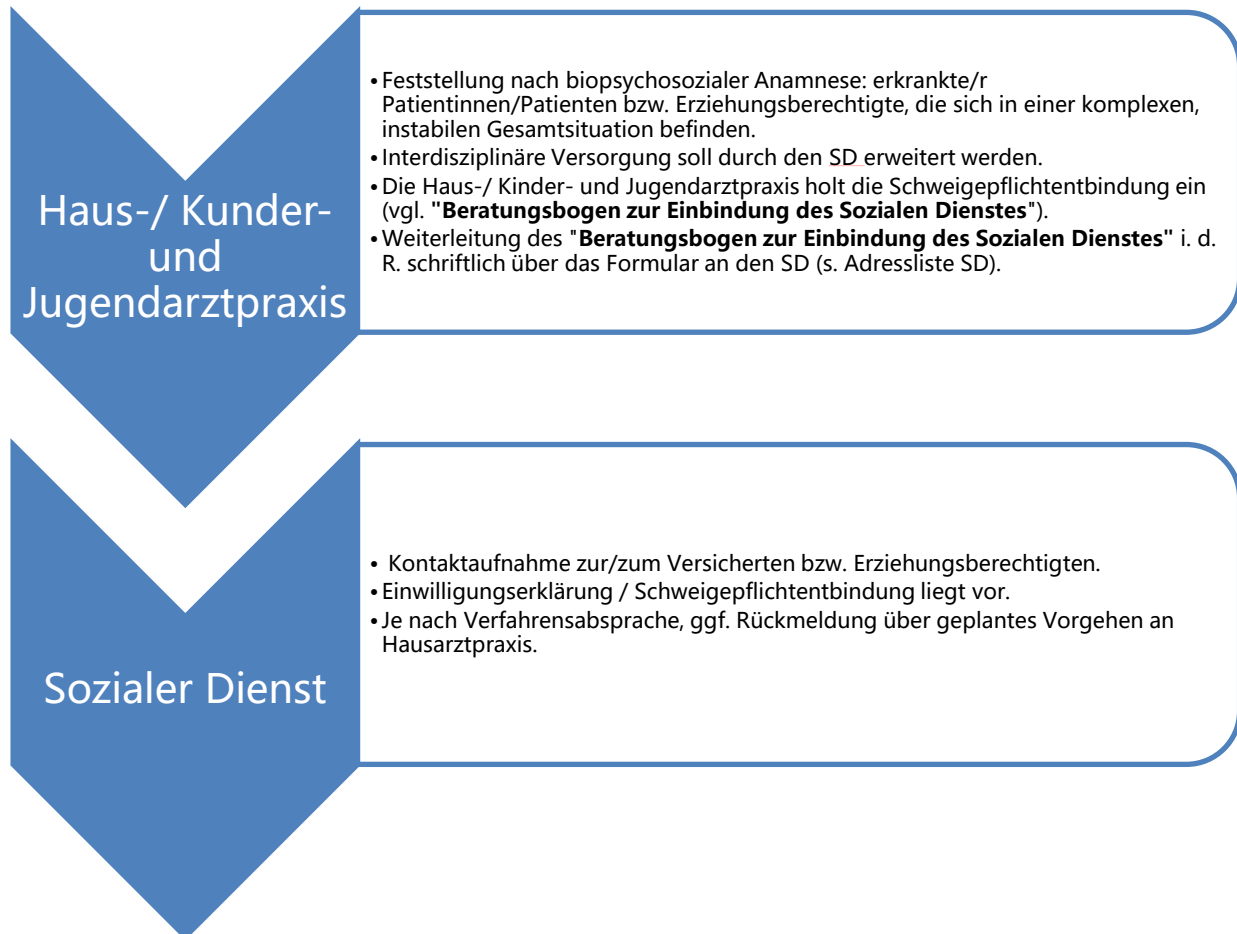 Haus-/ Kunder-
und
Jugendarztpraxis
•Feststellung nach biopsychosozialer Anamnese: erkrankte/r
Patientinnen/Patienten bzw. Erziehungsberechtigte, die sich in einer komplexen,
instabilen Gesamtsituation befinden.
•Interdisziplinäre Versorgung soll durch den SD erweitert werden.
•Die Haus-/ Kinder- und Jugendarztpraxis holt die Schweigepflichtentbindung ein
(vgl. "Beratungsbogen zur Einbindung des Sozialen Dienstes").
•Weiterleitung des "Beratungsbogen zur Einbindung des Sozialen Dienstes" i. d.
R. schriftlich über das Formular an den SD (s. Adressliste SD).
Sozialer Dienst
• Kontaktaufnahme zur/zum Versicherten bzw. Erziehungsberechtigten.
•Einwilligungserklärung / Schweigepflichtentbindung liegt vor.
•Je nach Verfahrensabsprache, ggf. Rückmeldung über geplantes Vorgehen an
Hausarztpraxis.